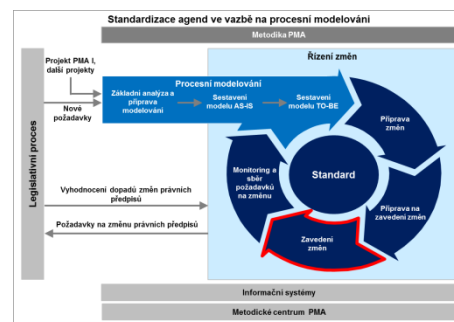 Standardizace agend ve vazbě na procesní modelování
Metodika PMA
Projekt PMA I,
další projekty
Nové
požadavky
Legislativní proces
Řízení změn
Procesní modelování
Základní analýza a
příprava
modelování
Sestavení
modelu AS-IS
Sestavení
modelu TO-BE
Příprava
změn
Příprava na
zavedení změn
Zavedení
změn
Monitoring a
sběr
požadavků
na změnu
Standard
Vyhodnocení dopadů změn právních
předpisů
Požadavky na změnu právních předpisů
Informační systémy
Metodické centrum PMA